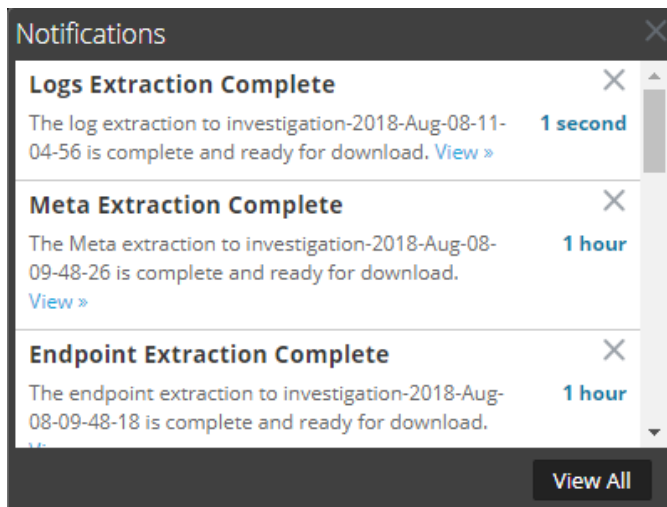 Notifications
Logs Extraction Complete
The log extraction to investigation-2018-Aug-08-11-
04-56 is complete and ready for download. View »
1 second
Meta Extraction Complete
The Meta extraction to investigation-2018-Aug-08-
09-48-26 is complete and ready for download.
View »
1 hour
Endpoint Extraction Complete
The endpoint extraction to investigation-2018-Aug-
08-09-48-18 is complete and ready for download.
1 hour
View All